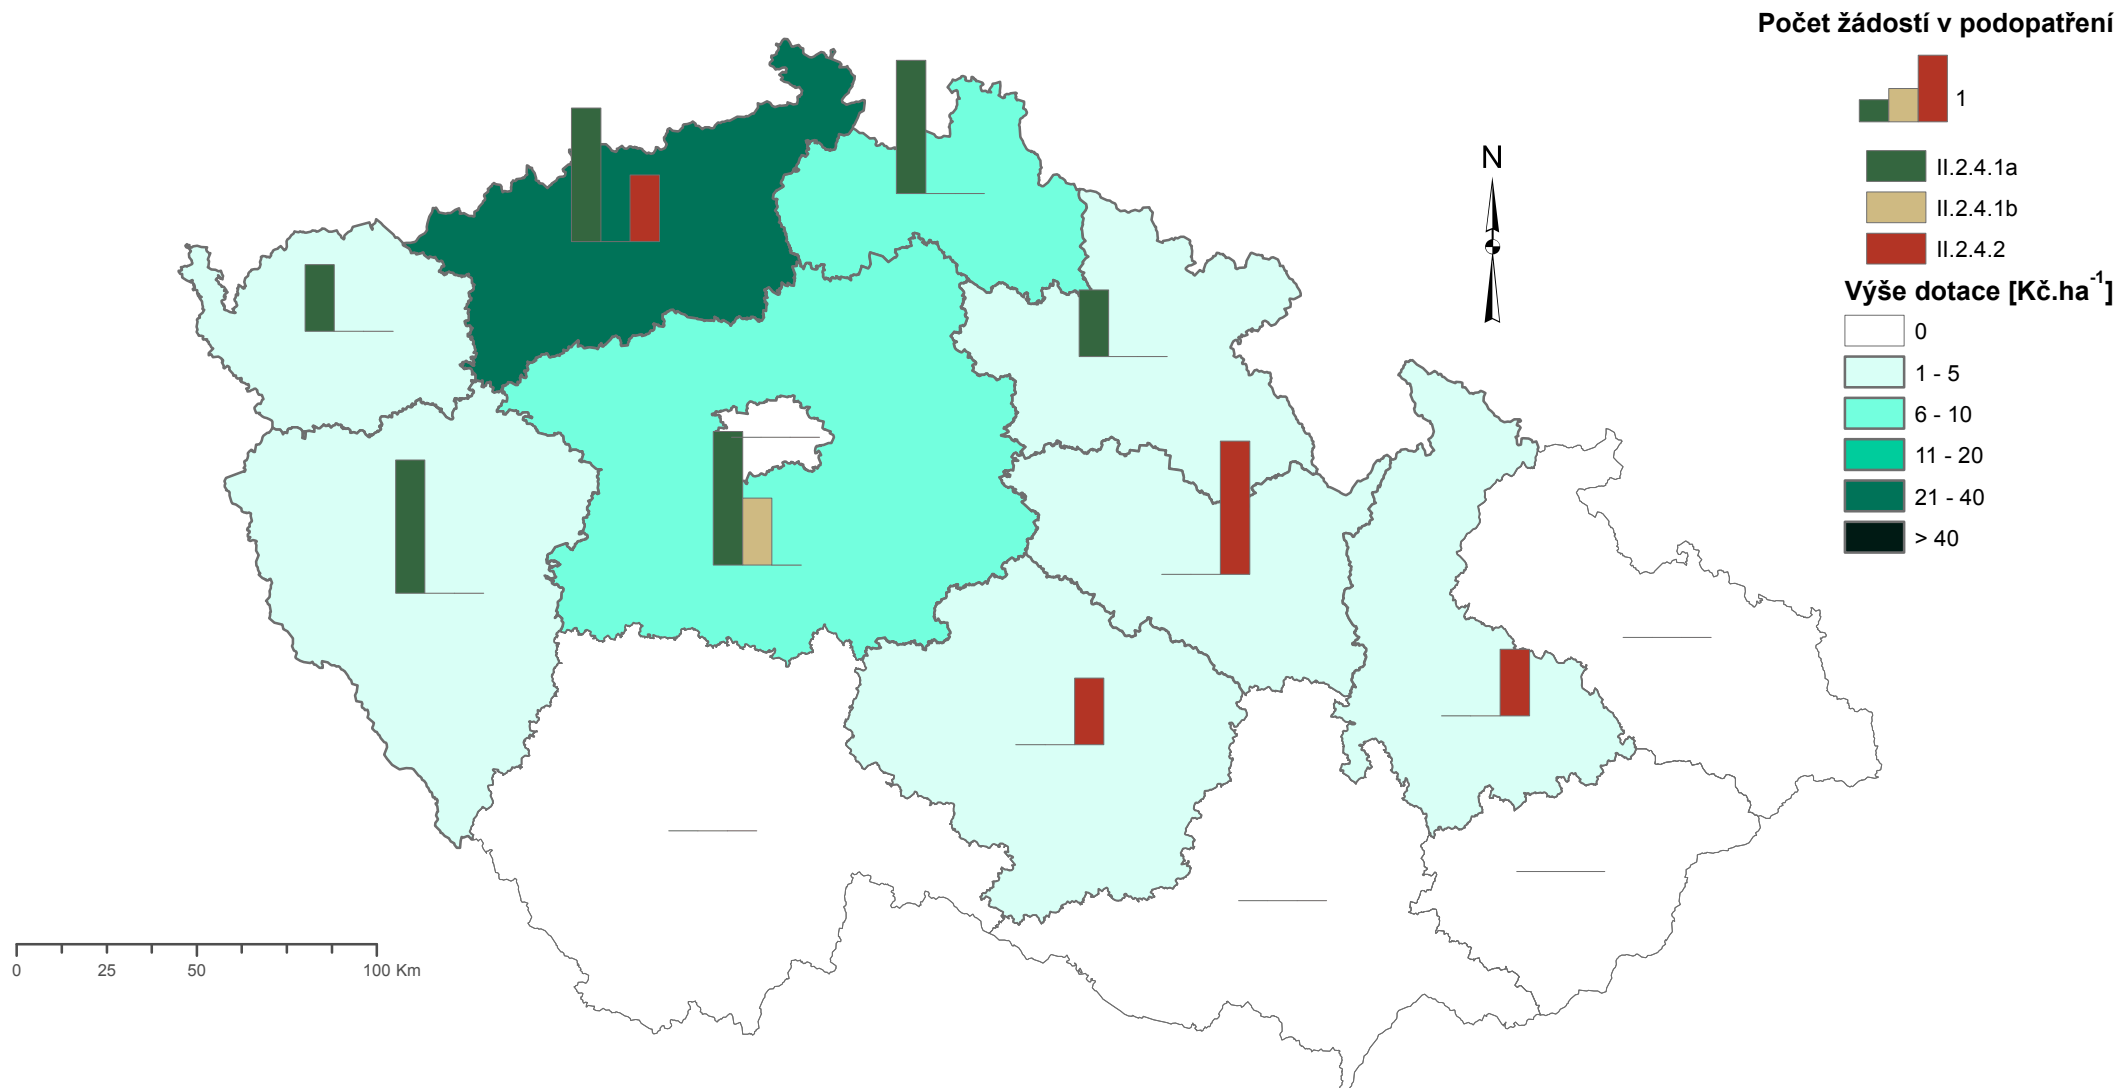 Počet žádostí v podopatření
1
II.2.4.1a
II.2.4.1b
II.2.4.2
Výše dotace [Kč.ha⁻¹]
0
1 - 5
6 - 10
11 - 20
21 - 40
> 40
N
0 25 50 100 Km